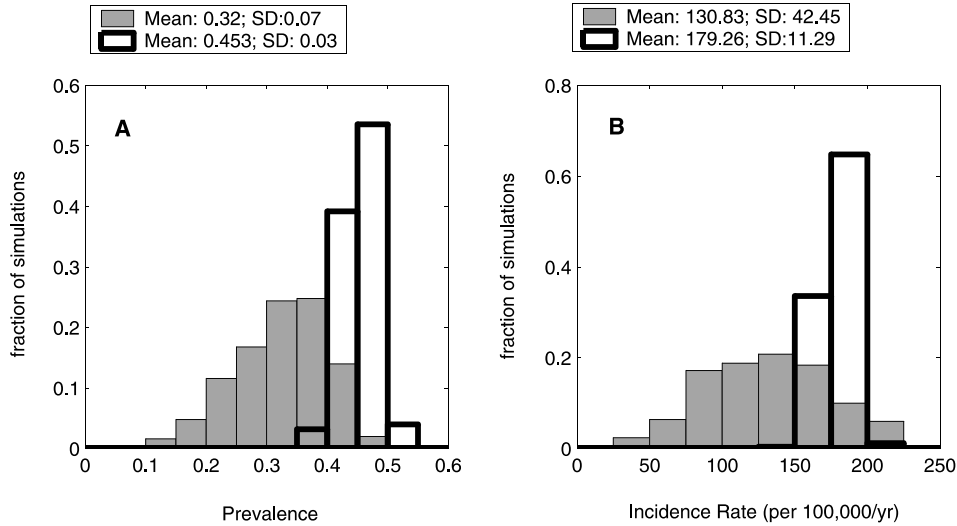 Mean: 0.32; SD:0.07
Mean: 0.453; SD: 0.03
A
0.6
0.5
0.4
0.3
0.2
0.1
0
0 0.1 0.2 0.3 0.4 0.5 0.6
fraction of simulations
Prevalence
Mean: 130.83; SD: 42.45
Mean: 179.26; SD:11.29
B
0.8
0.6
0.4
0.2
0
0 50 100 150 200 250
fraction of simulations
Incidence Rate (per 100,000/yr)